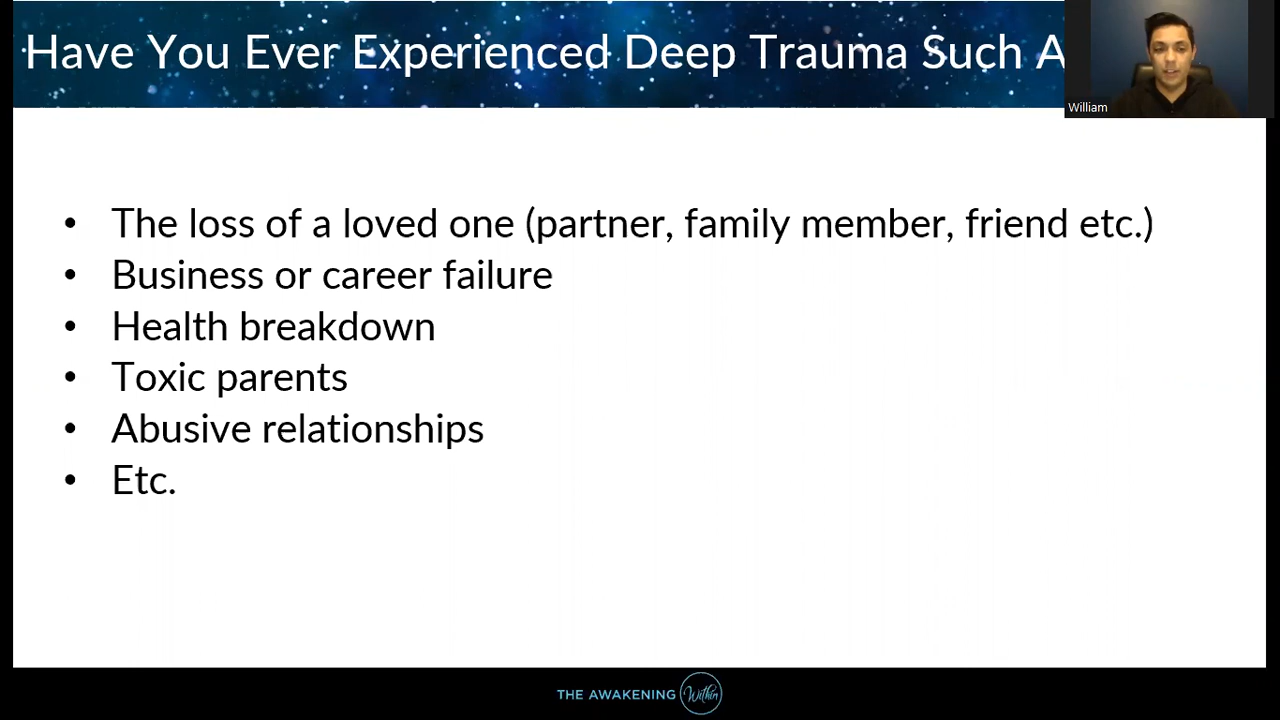 Have You Ever Experienced Deep Trauma Such A
William
• The loss of a loved one (partner, family member, friend etc.)
• Business or career failure
• Health breakdown
• Toxic parents
• Abusive relationships
• Etc.
THE AWAKENING Within